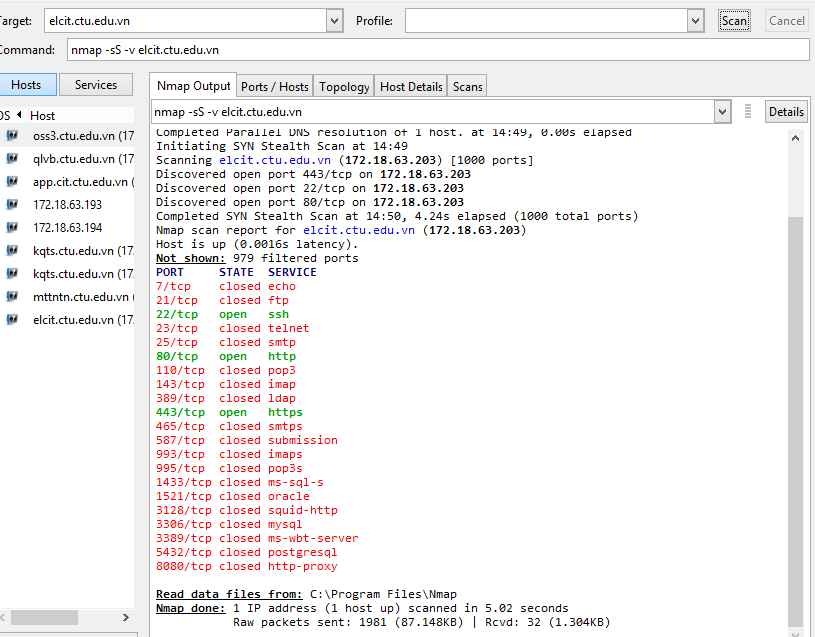 Target: elcit.ctu.edu.vn Profile: Scan Cancel
Command: nmap -sS -v elcit.ctu.edu.vn
Hosts Services Nmap Output Ports / Hosts Topology Host Details Scans
nmap -sS -v elcit.ctu.edu.vn Details
OS Host
oss3.ctu.edu.vn (17
qlvb.ctu.edu.vn (17
app.cit.ctu.edu.vn (
172.18.63.193
172.18.63.194
kqts.ctu.edu.vn (17.
kqts.ctu.edu.vn (17.
mttntn.ctu.edu.vn (
elcit.ctu.edu.vn (17.
Completed Parallel DNS resolution of 1 host. at 14:49, 0.00s elapsed
Initiating SYN Stealth Scan at 14:49
Scanning elcit.ctu.edu.vn (172.18.63.203) [1000 ports]
Discovered open port 443/tcp on 172.18.63.203
Discovered open port 22/tcp on 172.18.63.203
Discovered open port 80/tcp on 172.18.63.203
Completed SYN Stealth Scan at 14:50, 4.24s elapsed (1000 total ports)
Nmap scan report for elcit.ctu.edu.vn (172.18.63.203)
Host is up (0.0016s latency).
Not shown: 979 filtered ports
PORT STATE SERVICE
7/tcp closed echo
21/tcp closed ftp
22/tcp open ssh
23/tcp closed telnet
25/tcp closed smtp
80/tcp open http
110/tcp closed pop3
143/tcp closed imap
389/tcp closed ldap
443/tcp open https
465/tcp closed smtps
587/tcp closed submission
993/tcp closed imaps
995/tcp closed pop3s
1433/tcp closed ms-sql-s
1521/tcp closed oracle
3128/tcp closed squid-http
3306/tcp closed mysql
3389/tcp closed ms-wbt-server
5432/tcp closed postgresql
8080/tcp closed http-proxy
Read data files from: C:\Program Files\Nmap
Nmap done: 1 IP address (1 host up) scanned in 5.02 seconds
Raw packets sent: 1981 (87.148KB) | Rcvd: 32 (1.304KB)